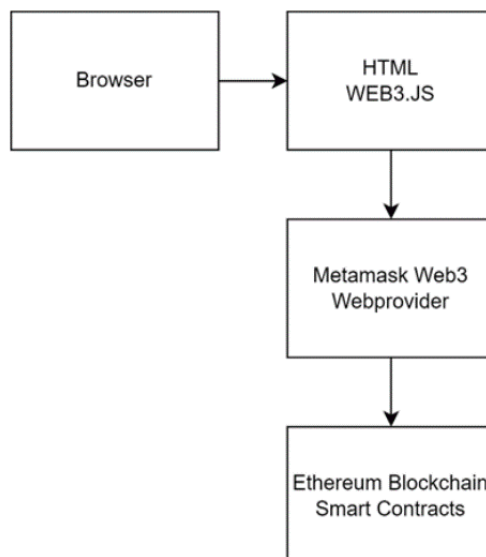 Browser
HTML
WEB3.JS
Metamask Web3
Webprovider
Ethereum Blockchain
Smart Contracts